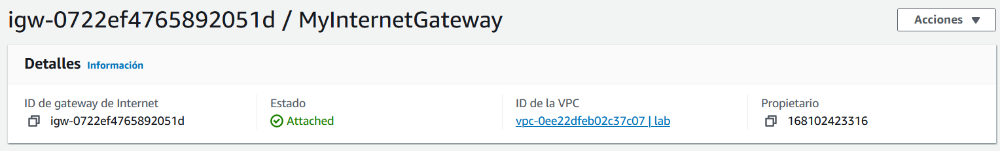 igw-0722ef4765892051d / MyInternetGateway
Acciones
Detalles Información
ID de gateway de Internet
igw-0722ef4765892051d
Estado
Attached
ID de la VPC
vpc-0ee22dfeb02c37c07 | lab
Propietario
168102423316